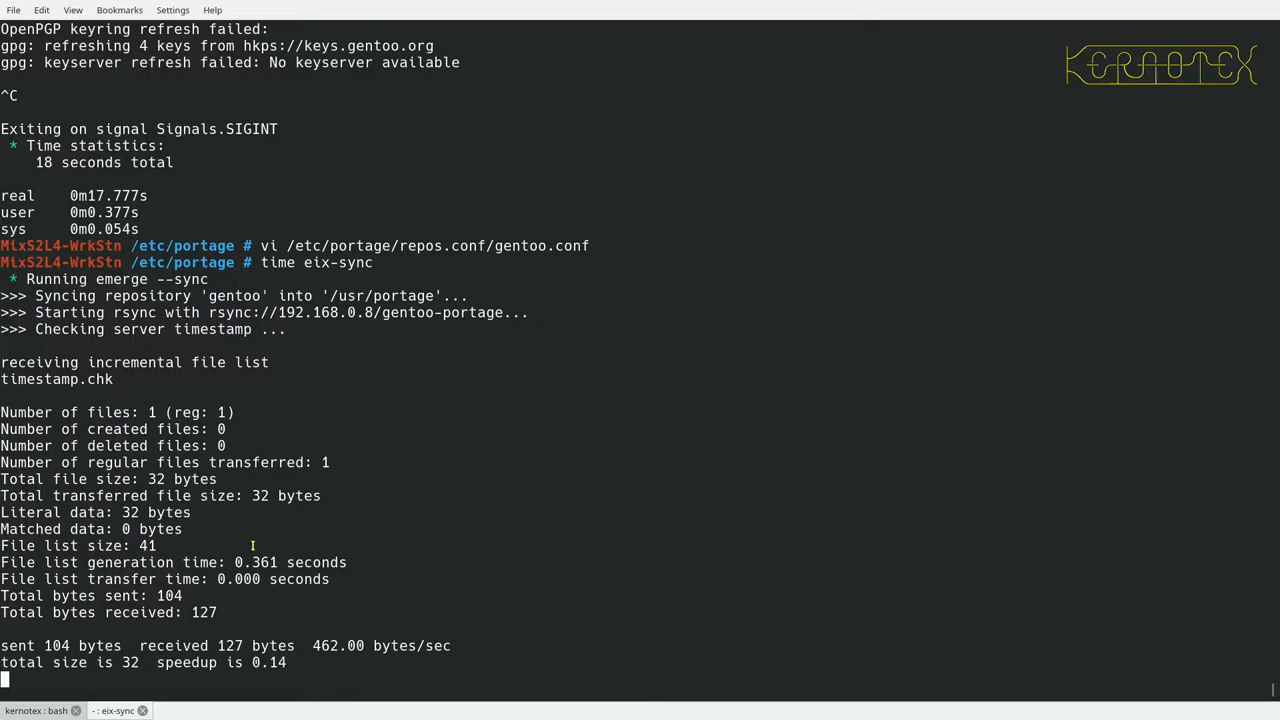 File Edit View Bookmarks Settings Help
OpenPGP keyring refresh failed:
gpg: refreshing 4 keys from hkps://keys.gentoo.org
gpg: keyserver refresh failed: No keyserver available
KERNOTEX
^C
Exiting on signal Signals.SIGINT
* Time statistics:
18 seconds total
real 0m17.777s
user 0m0.377s
sys 0m0.054s
MixS2L4-WrkStn /etc/portage # vi /etc/portage/repos.conf/gentoo.conf
MixS2L4-WrkStn /etc/portage # time eix-sync
* Running emerge --sync
>>> Syncing repository 'gentoo' into '/usr/portage'...
>>> Starting rsync with rsync://192.168.0.8/gentoo-portage...
>>> Checking server timestamp ...
receiving incremental file list
timestamp.chk
Number of files: 1 (reg: 1)
Number of created files: 0
Number of deleted files: 0
Number of regular files transferred: 1
Total file size: 32 bytes
Total transferred file size: 32 bytes
Literal data: 32 bytes
Matched data: 0 bytes
File list size: 41
File list generation time: 0.361 seconds
File list transfer time: 0.000 seconds
Total bytes sent: 104
Total bytes received: 127
sent 104 bytes received 127 bytes 462.00 bytes/sec
total size is 32 speedup is 0.14
kernotex : bash - : eix-sync